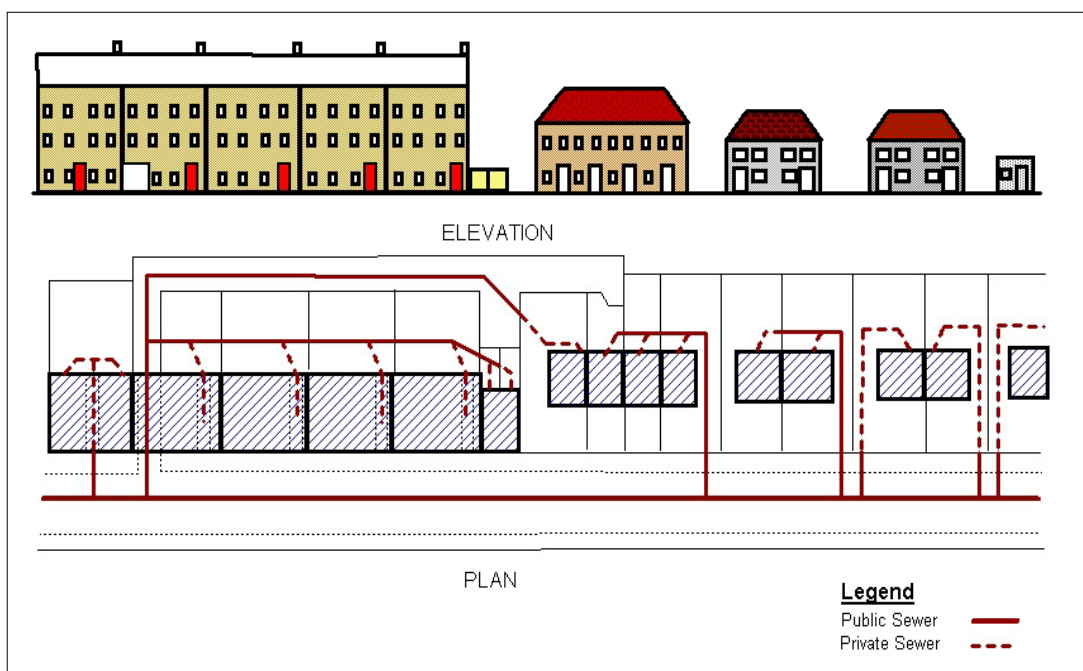 ELEVATION
PLAN
Legend
Public Sewer
Private Sewer